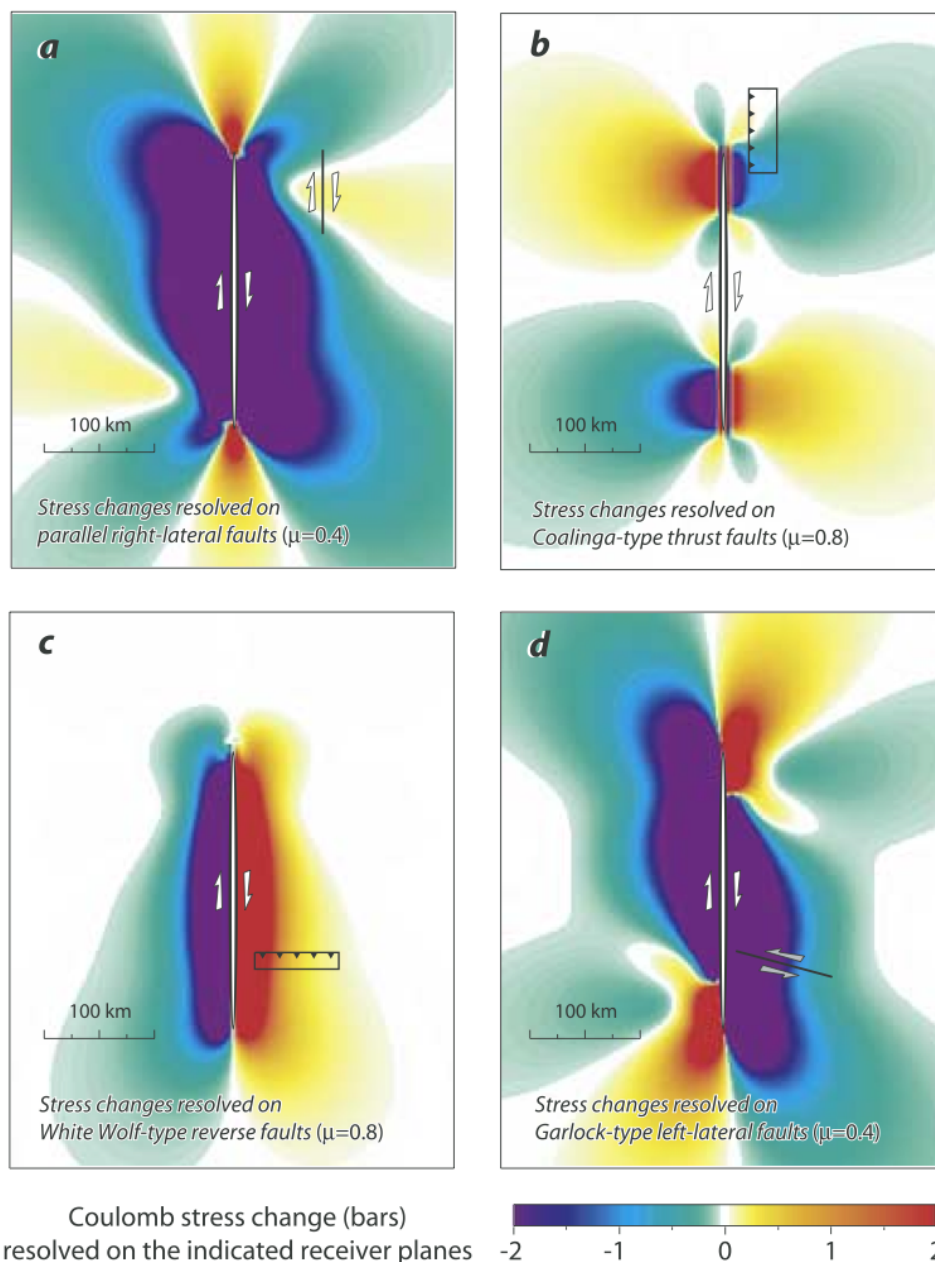 a
100 km
Stress changes resolved on
parallel right-lateral faults (μ=0.4)
b
Stress changes resolved on
Coalinga-type thrust faults (μ=0.8)
100 km
c
100 km
Stress changes resolved on
White Wolf-type reverse faults (μ=0.8)
d
100 km
Stress changes resolved on
Garlock-type left-lateral faults (μ=0.4)
Coulomb stress change (bars)
resolved on the indicated receiver planes
-2 -1 0 1 2